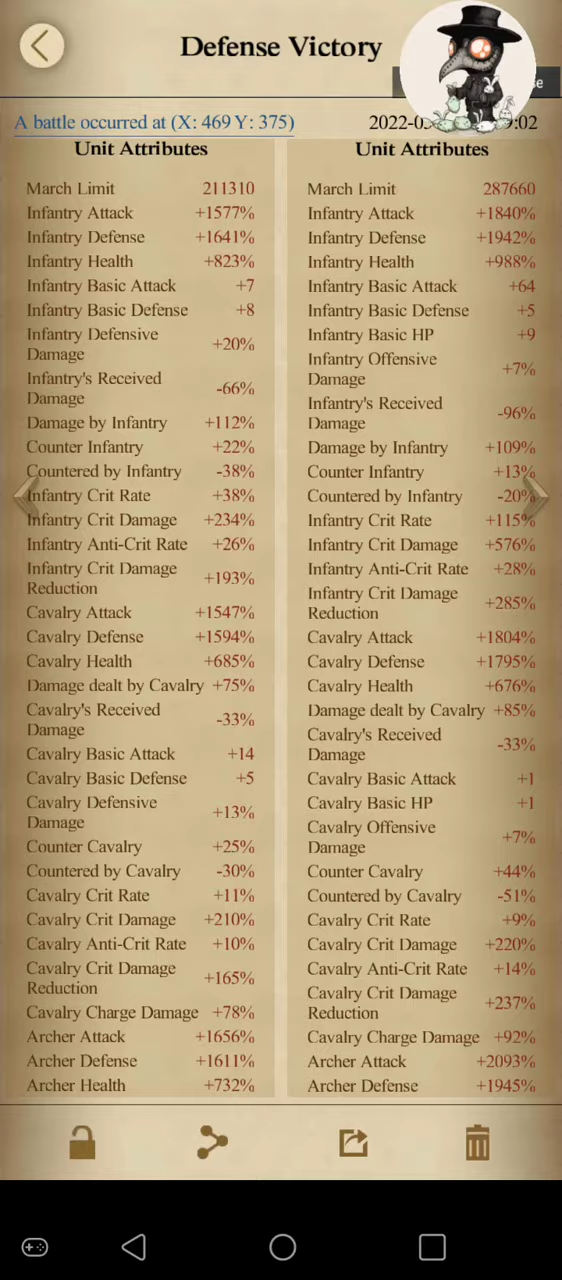 Defense Victory
A battle occurred at (X: 469 Y: 375)
Unit Attributes
March Limit 211310
Infantry Attack +1577%
Infantry Defense +1641%
Infantry Health +823%
Infantry Basic Attack +7
Infantry Basic Defense +8
Infantry Defensive
Damage +20%
Infantry's Received
Damage -66%
Damage by Infantry +112%
Counter Infantry +22%
Countered by Infantry -38%
Infantry Crit Rate +38%
Infantry Crit Damage +234%
Infantry Anti-Crit Rate +26%
Infantry Crit Damage
Reduction +193%
Cavalry Attack +1547%
Cavalry Defense +1594%
Cavalry Health +685%
Damage dealt by Cavalry +75%
Cavalry's Received
Damage -33%
Cavalry Basic Attack +14
Cavalry Basic Defense +5
Cavalry Defensive
Damage +13%
Counter Cavalry +25%
Countered by Cavalry -30%
Cavalry Crit Rate +11%
Cavalry Crit Damage +210%
Cavalry Anti-Crit Rate +10%
Cavalry Crit Damage
Reduction +165%
Cavalry Charge Damage +78%
Archer Attack +1656%
Archer Defense +1611%
Archer Health +732%
Unit Attributes
March Limit 287660
Infantry Attack +1840%
Infantry Defense +1942%
Infantry Health +988%
Infantry Basic Attack +64
Infantry Basic Defense +5
Infantry Basic HP +9
Infantry Offensive
Damage +7%
Infantry's Received
Damage -96%
Damage by Infantry +109%
Counter Infantry +13%
Countered by Infantry -20%
Infantry Crit Rate +115%
Infantry Crit Damage +576%
Infantry Anti-Crit Rate +28%
Infantry Crit Damage
Reduction +285%
Cavalry Attack +1804%
Cavalry Defense +1795%
Cavalry Health +676%
Damage dealt by Cavalry +85%
Cavalry's Received
Damage -33%
Cavalry Basic Attack +1
Cavalry Basic HP +1
Cavalry Offensive
Damage +7%
Counter Cavalry +44%
Countered by Cavalry -51%
Cavalry Crit Rate +9%
Cavalry Crit Damage +220%
Cavalry Anti-Crit Rate +14%
Cavalry Crit Damage
Reduction +237%
Cavalry Charge Damage +92%
Archer Attack +2093%
Archer Defense +1945%